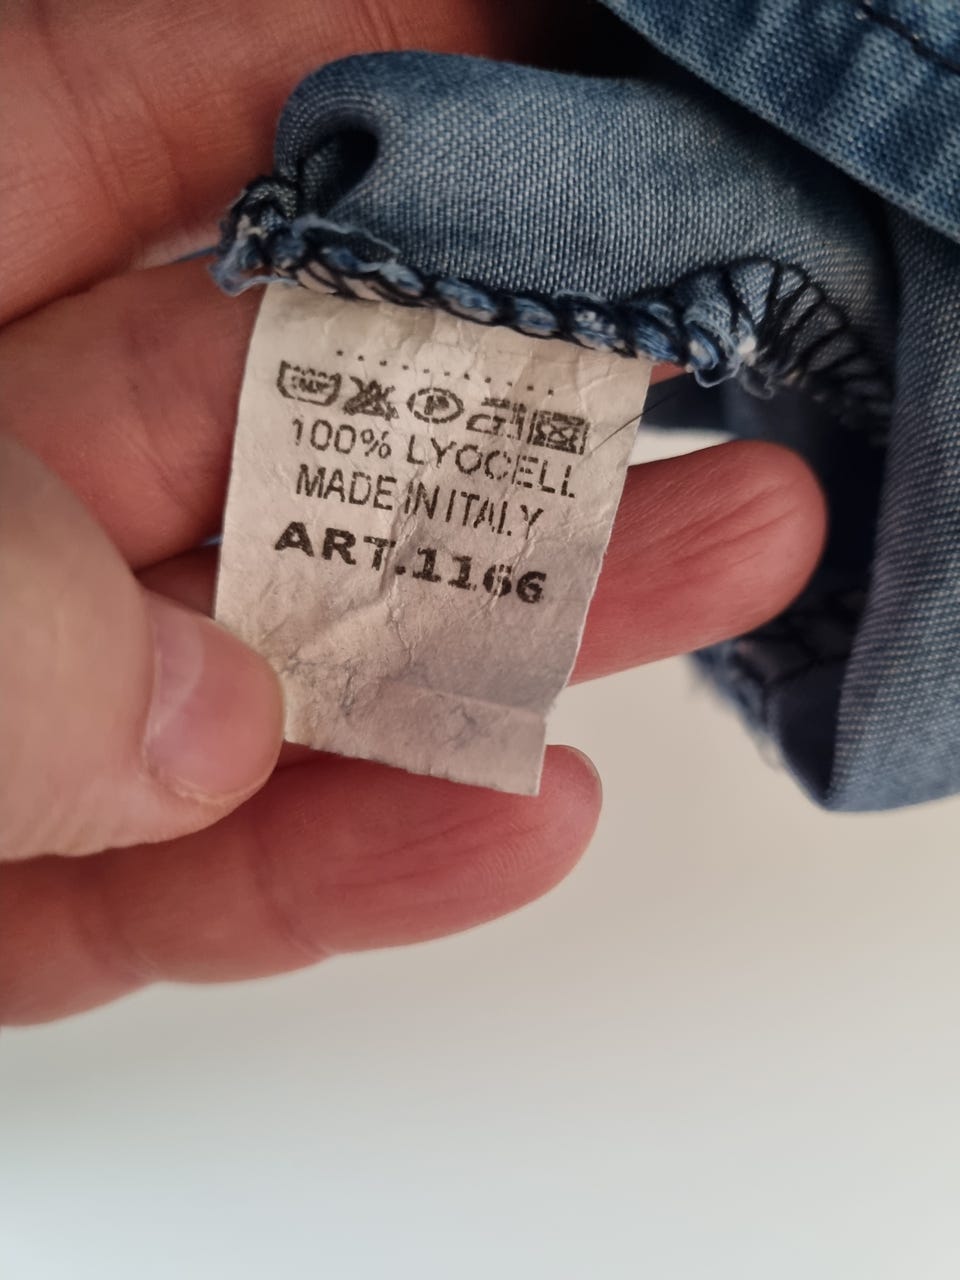 100% LYOCELL
MADE IN ITALY
ART.1166